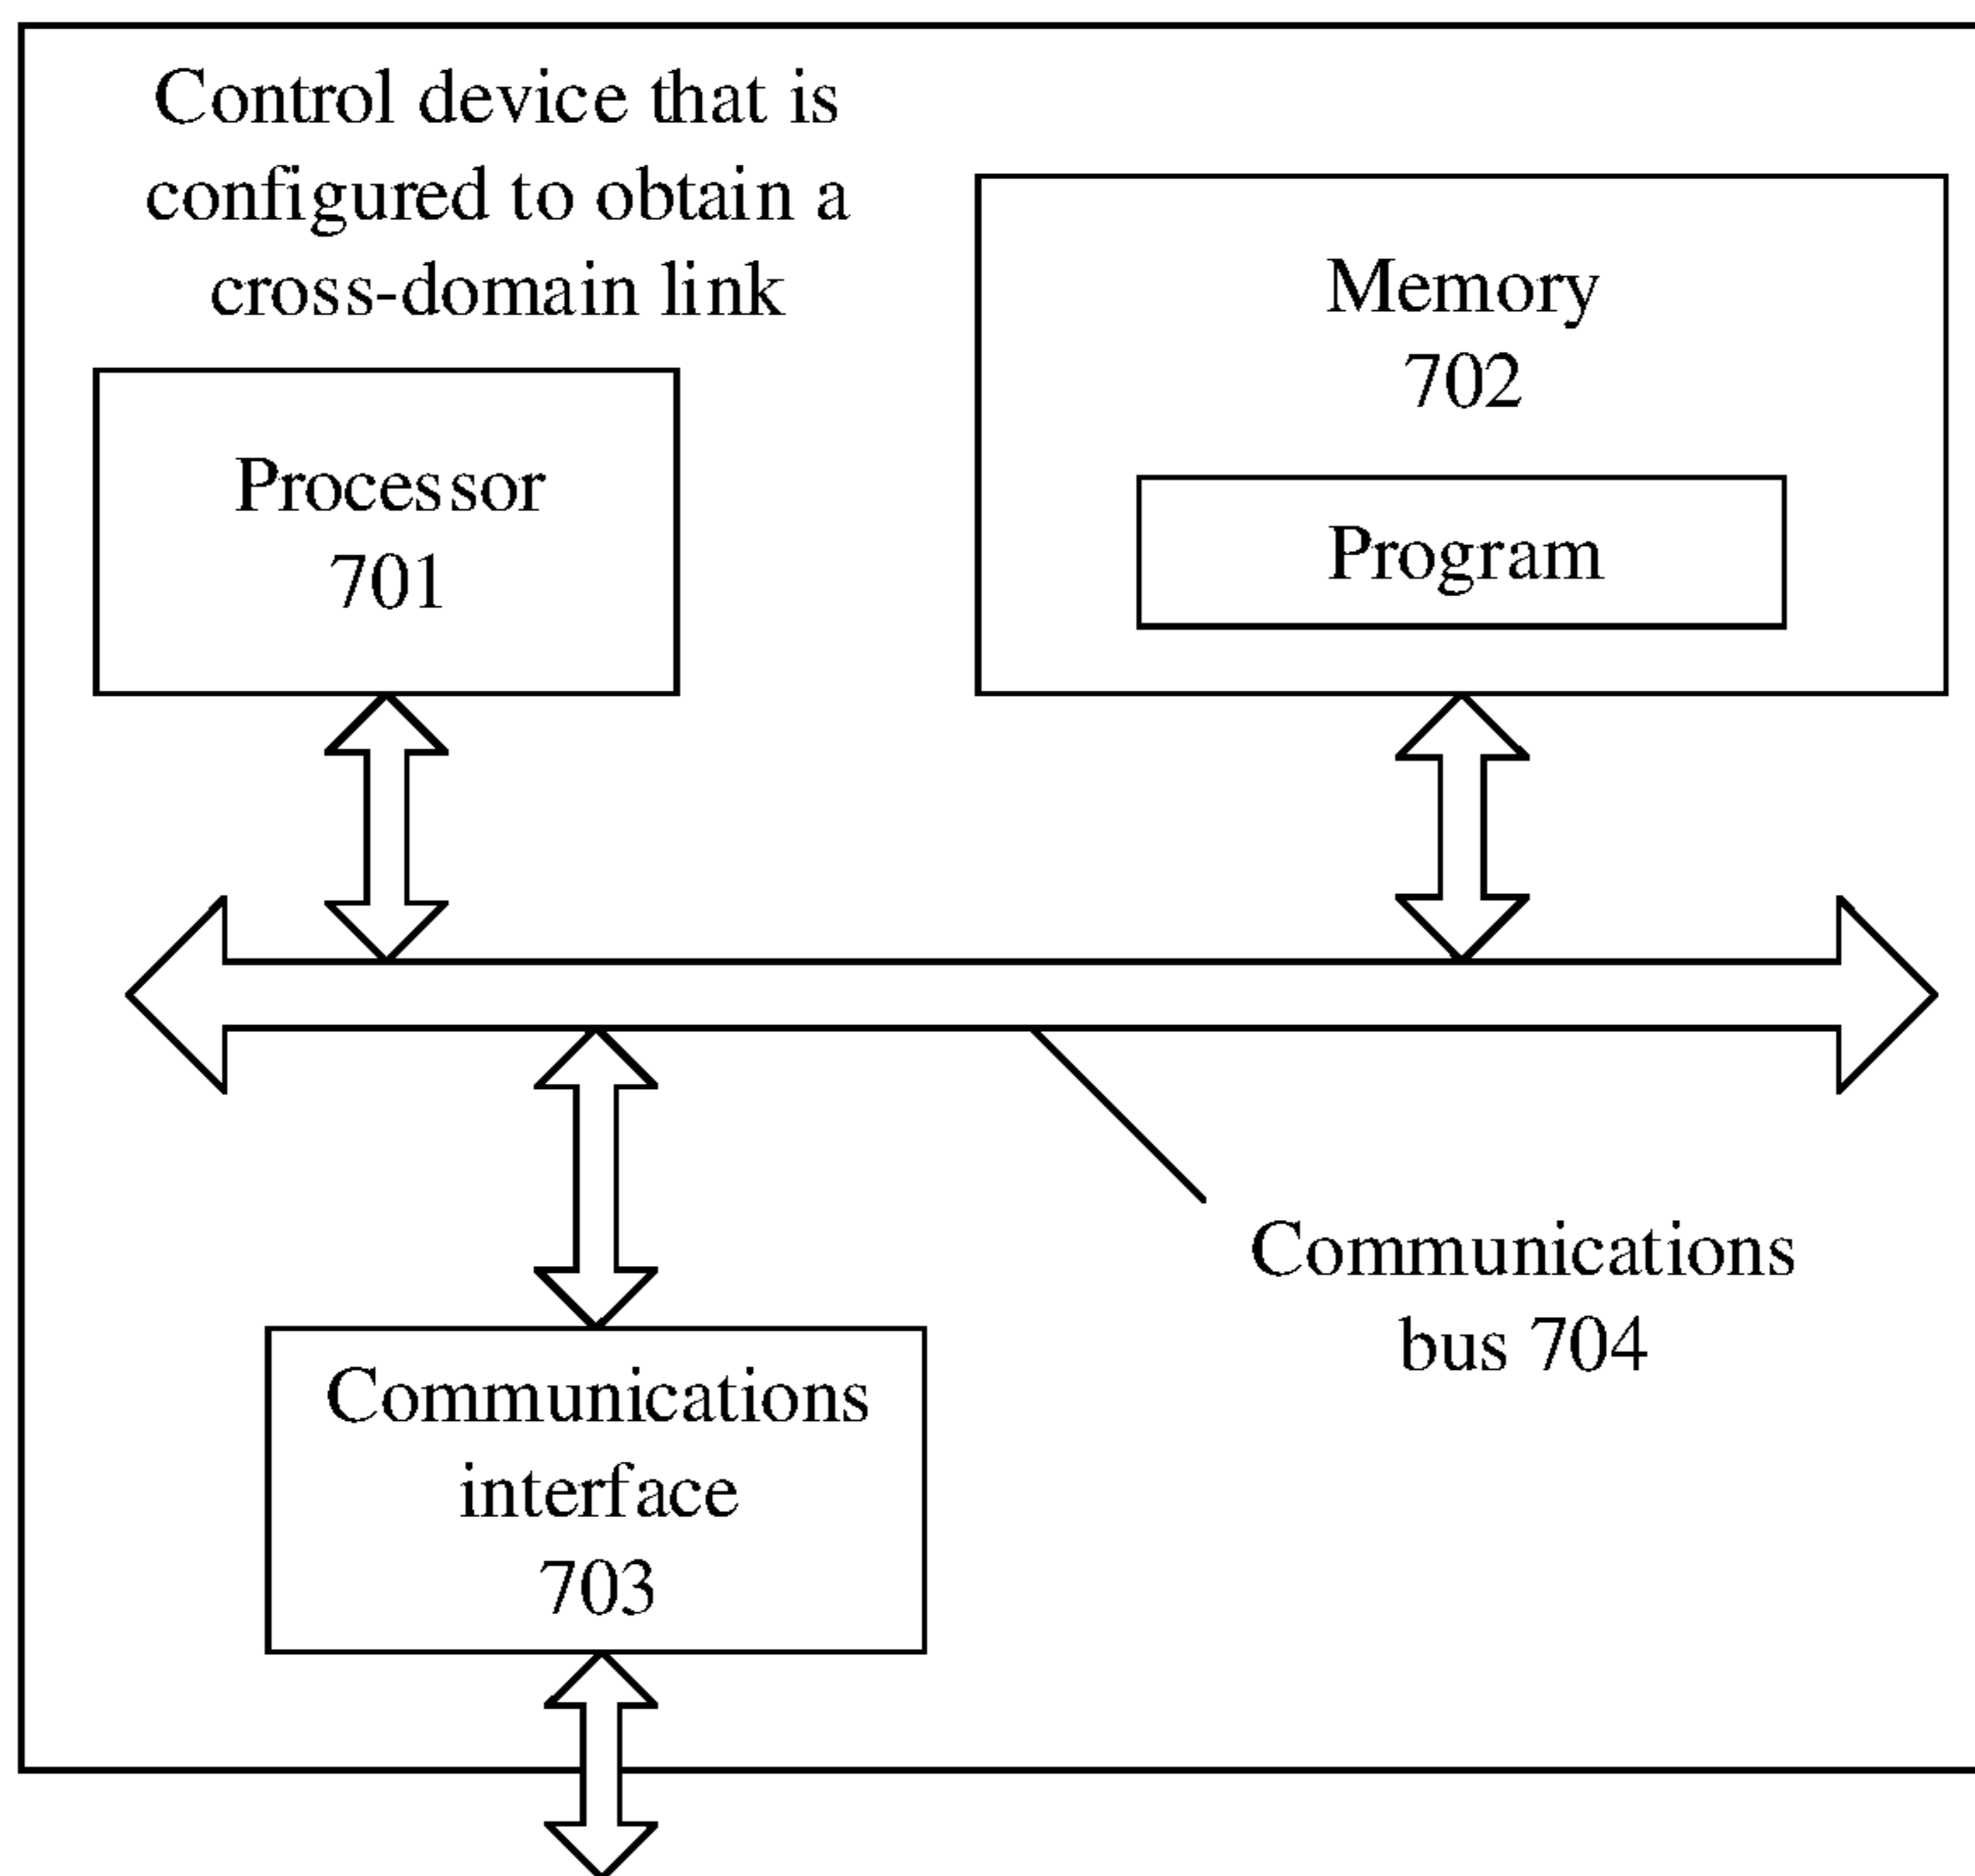 Control device that is
configured to obtain a
cross-domain link
Memory
702
Processor
701
Program
Communications
bus 704
Communications
interface
703